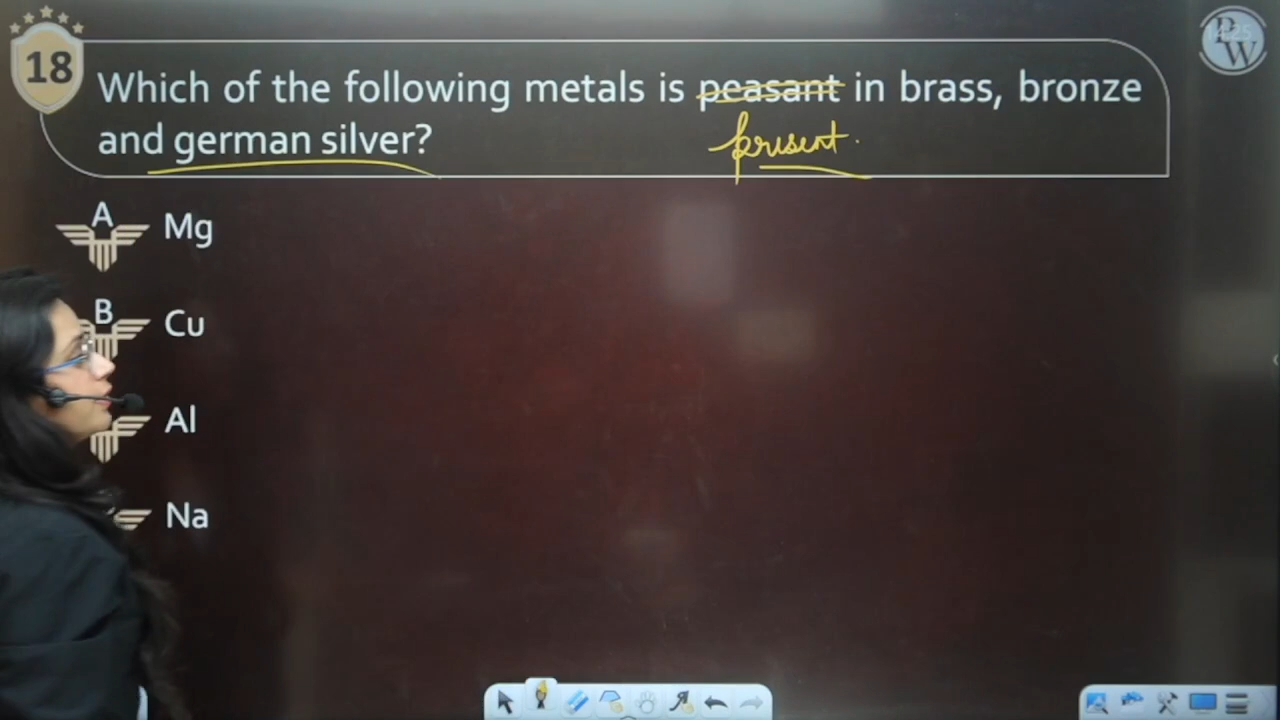 18
Which of the following metals is peasant in brass, bronze
present.
and german silver?
A Mg
B Cu
Al
Na
PW